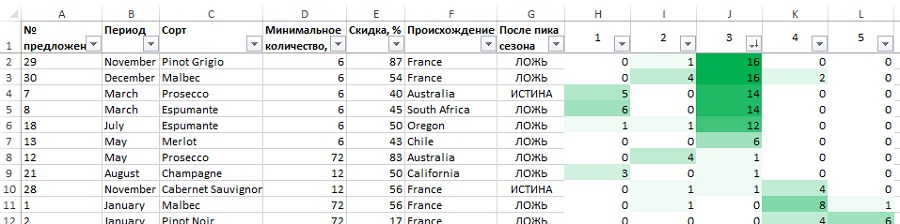 A B C D E F G H I J K L
№ Период Сорт Минимальное Скидка, % Происхождение После пика
1 предложен количество, сезона 1 2 3 4 5
2 29 November Pinot Grigio 6 87 France ЛОЖЬ 0 1 16 0 0
3 30 December Malbec 6 54 France ЛОЖЬ 0 4 16 2 0
4 7 March Prosecco 6 40 Australia ИСТИНА 5 0 14 0 0
5 8 March Espumante 6 45 South Africa ЛОЖЬ 6 0 14 0 0
6 18 July Espumante 6 50 Oregon ЛОЖЬ 1 1 12 0 0
7 13 May Merlot 6 43 Chile ЛОЖЬ 0 0 6 0 0
8 12 May Prosecco 72 83 Australia ЛОЖЬ 0 4 1 0 0
9 21 August Champagne 12 50 California ЛОЖЬ 3 0 1 0 0
10 28 November Cabernet Sauvignon 12 56 France ИСТИНА 0 1 1 4 0
11 1 January Malbec 72 56 France ЛОЖЬ 0 1 1 8 1
12 2 January Pinot Noir 72 17 France ЛОЖЬ 0 0 0 4 6